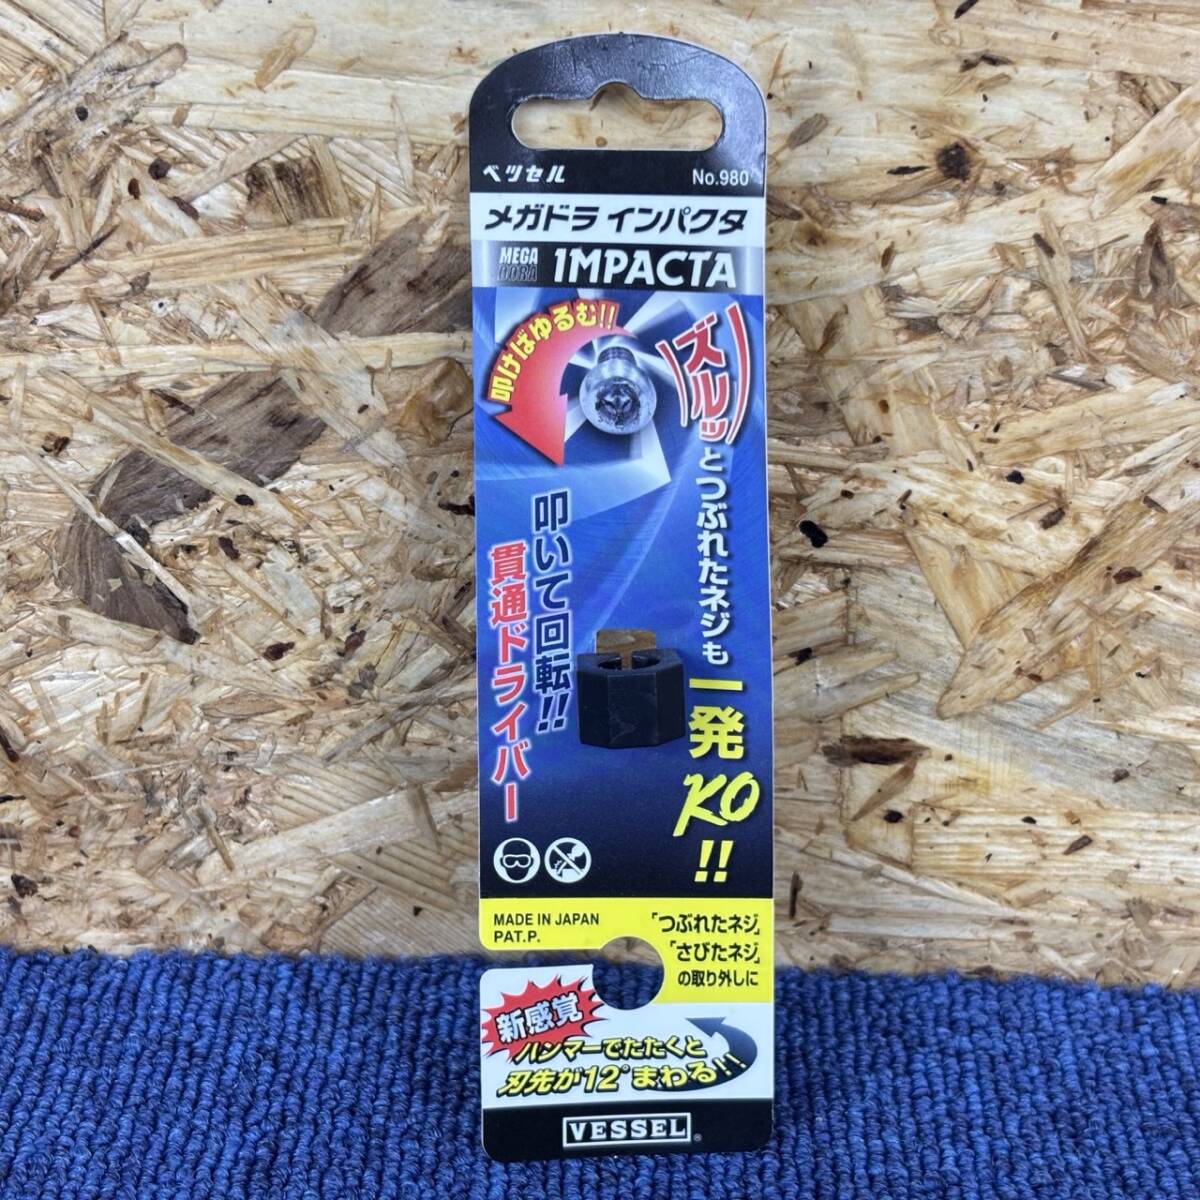 ベッセル No.980
メガドラ インパクタ
MEGA DORA IMPACTA
叩けばゆるむ!!
ズルッとつぶれたネジも一発KO!!
叩いて回転!!
貫通ドライバー
MADE IN JAPAN
PAT.P.
「つぶれたネジ」
「さびたネジ」
の取り外しに
新感覚
ハンマーでたたくと
刃先が12°まわる!!
VESSEL®